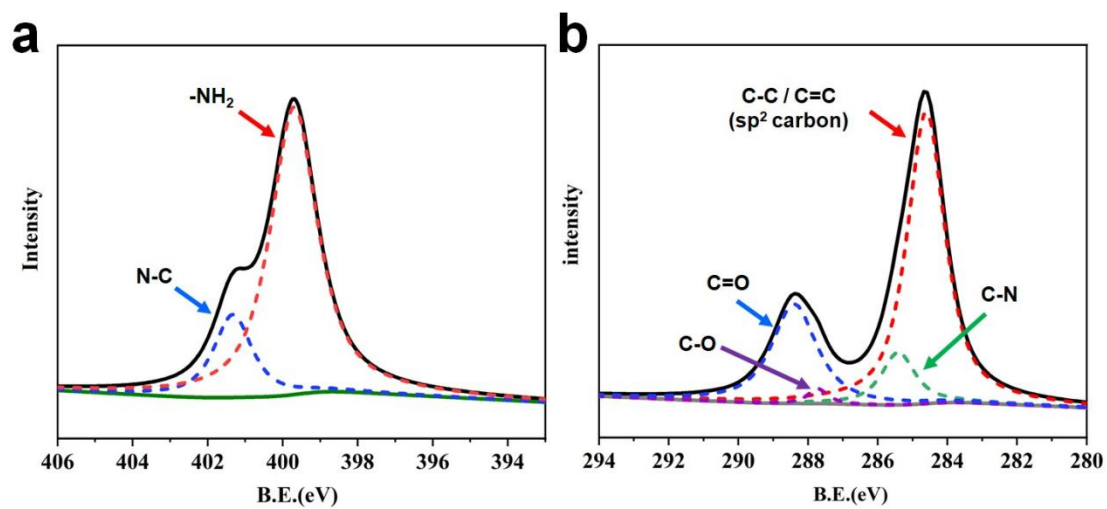 a
-NH₂
N-C
Intensity
406 404 402 400 398 396 394
B.E.(eV)
b
C-C / C=C
(sp² carbon)
C=O
C-N
C-O
intensity
294 292 290 288 286 284 282 280
B.E.(eV)